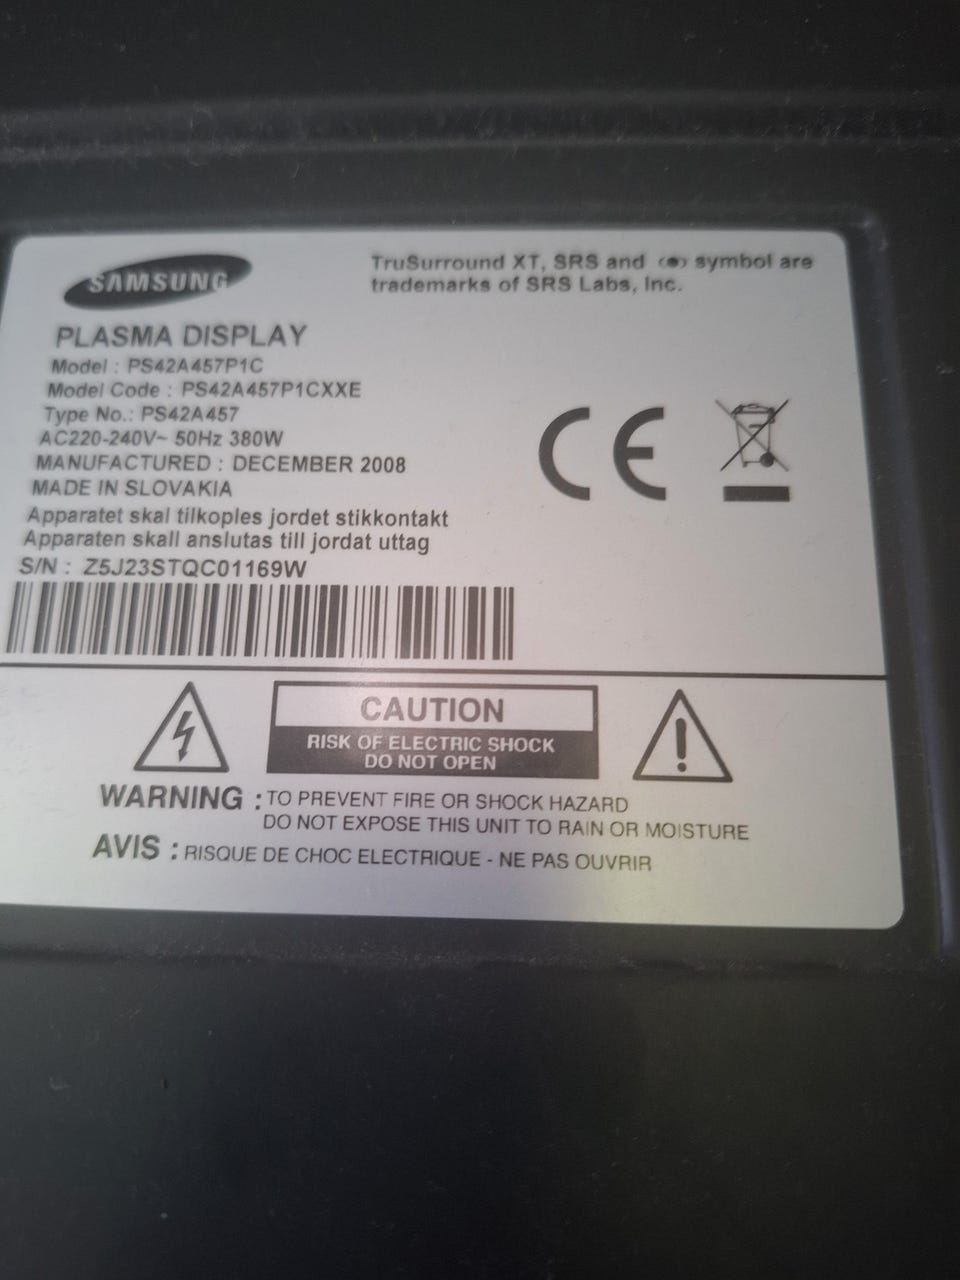 SAMSUNG
TruSurround XT, SRS and (●) symbol are
trademarks of SRS Labs, Inc.
PLASMA DISPLAY
Model : PS42A457P1C
Model Code : PS42A457P1CXXE
Type No.: PS42A457
AC220-240V~ 50Hz 380W
MANUFACTURED : DECEMBER 2008
MADE IN SLOVAKIA
Apparatet skal tilkoples jordet stikkontakt
Apparaten skall anslutas till jordat uttag
S/N : Z5J23STQC01169W
CE
CAUTION
RISK OF ELECTRIC SHOCK
DO NOT OPEN
WARNING : TO PREVENT FIRE OR SHOCK HAZARD
DO NOT EXPOSE THIS UNIT TO RAIN OR MOISTURE
AVIS : RISQUE DE CHOC ELECTRIQUE - NE PAS OUVRIR